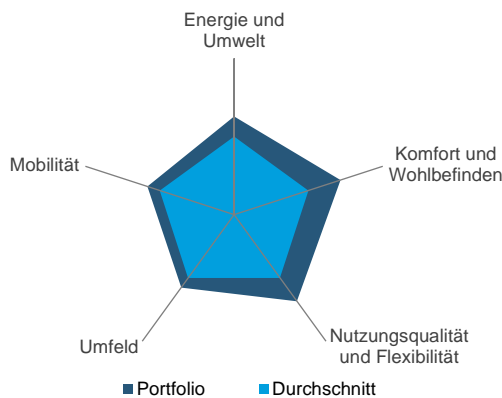 Energie und
Umwelt
Mobilität
Komfort und
Wohlbefinden
Umfeld
Nutzungsqualität
und Flexibilität
Portfolio
Durchschnitt